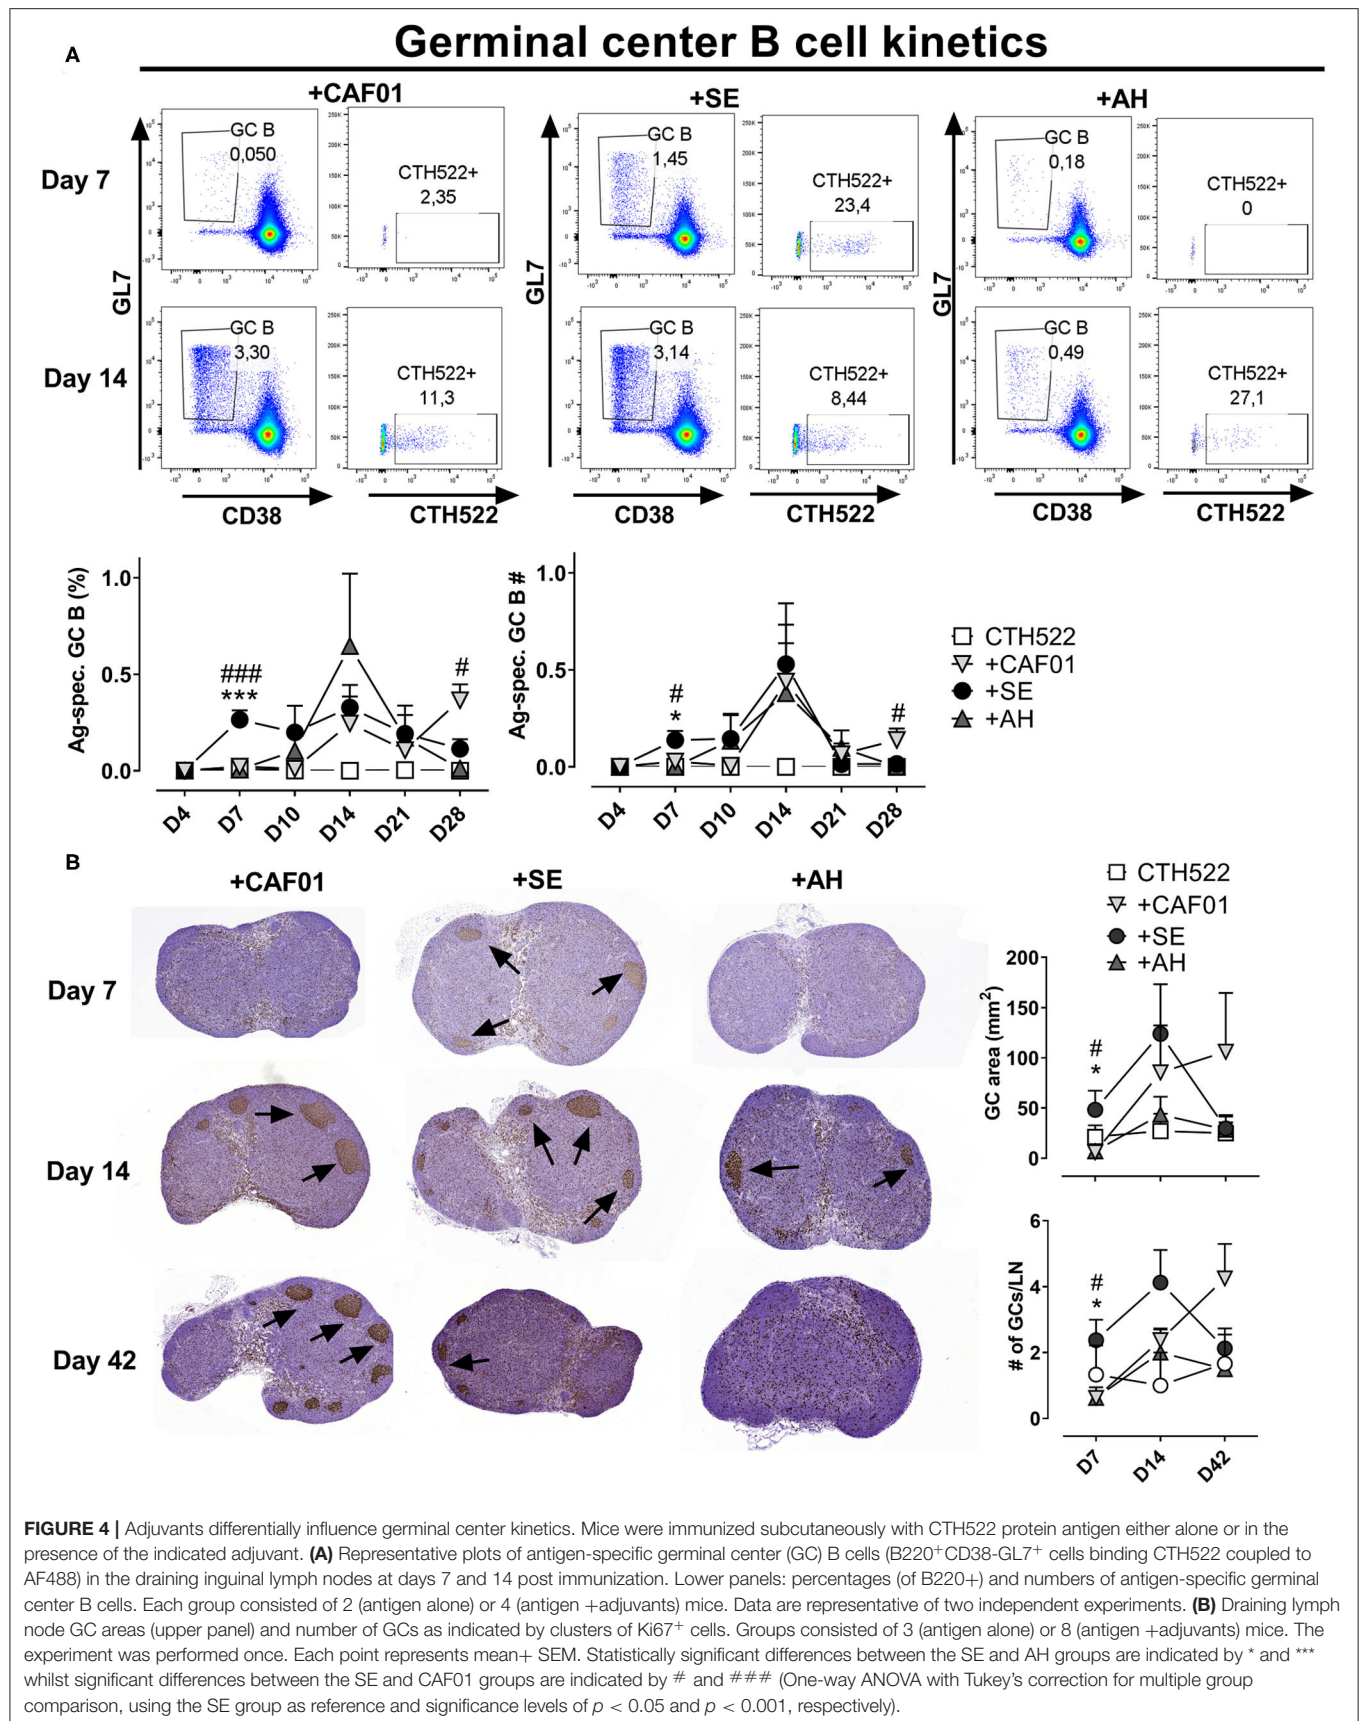 A
Germinal center B cell kinetics
+CAF01
+SE
+AH
Day 7
GL7
GC B
0,050
CTH522+
2,35
GL7
GC B
1,45
CTH522+
23,4
GL7
GC B
0,18
CTH522+
0
Day 14
GC B
3,30
CTH522+
11,3
GC B
3,14
CTH522+
8,44
GC B
0,49
CTH522+
27,1
CD38
CTH522
CD38
CTH522
CD38
CTH522
Ag-spec. GC B (%)
1.0
0.5
0.0
###
***
#
D4
D7
D10
D14
D21
D28
Ag-spec. GC B #
1.0
0.5
0.0
#
*
#
D4
D7
D10
D14
D21
D28
CTH522
+CAF01
+SE
+AH
B
+CAF01
+SE
+AH
Day 7
Day 14
Day 42
CTH522
+CAF01
+SE
+AH
GC area (mm²)
200
150
100
50
0
#
*
# of GCs/LN
6
4
2
0
#
*
D7
D14
D42
FIGURE 4 | Adjuvants differentially influence germinal center kinetics. Mice were immunized subcutaneously with CTH522 protein antigen either alone or in the
presence of the indicated adjuvant. (A) Representative plots of antigen-specific germinal center (GC) B cells (B220⁺CD38-GL7⁺ cells binding CTH522 coupled to
AF488) in the draining inguinal lymph nodes at days 7 and 14 post immunization. Lower panels: percentages (of B220+) and numbers of antigen-specific germinal
center B cells. Each group consisted of 2 (antigen alone) or 4 (antigen +adjuvants) mice. Data are representative of two independent experiments. (B) Draining lymph
node GC areas (upper panel) and number of GCs as indicated by clusters of Ki67⁺ cells. Groups consisted of 3 (antigen alone) or 8 (antigen +adjuvants) mice. The
experiment was performed once. Each point represents mean+ SEM. Statistically significant differences between the SE and AH groups are indicated by * and ***
whilst significant differences between the SE and CAF01 groups are indicated by # and ### (One-way ANOVA with Tukey's correction for multiple group
comparison, using the SE group as reference and significance levels of p < 0.05 and p < 0.001, respectively).